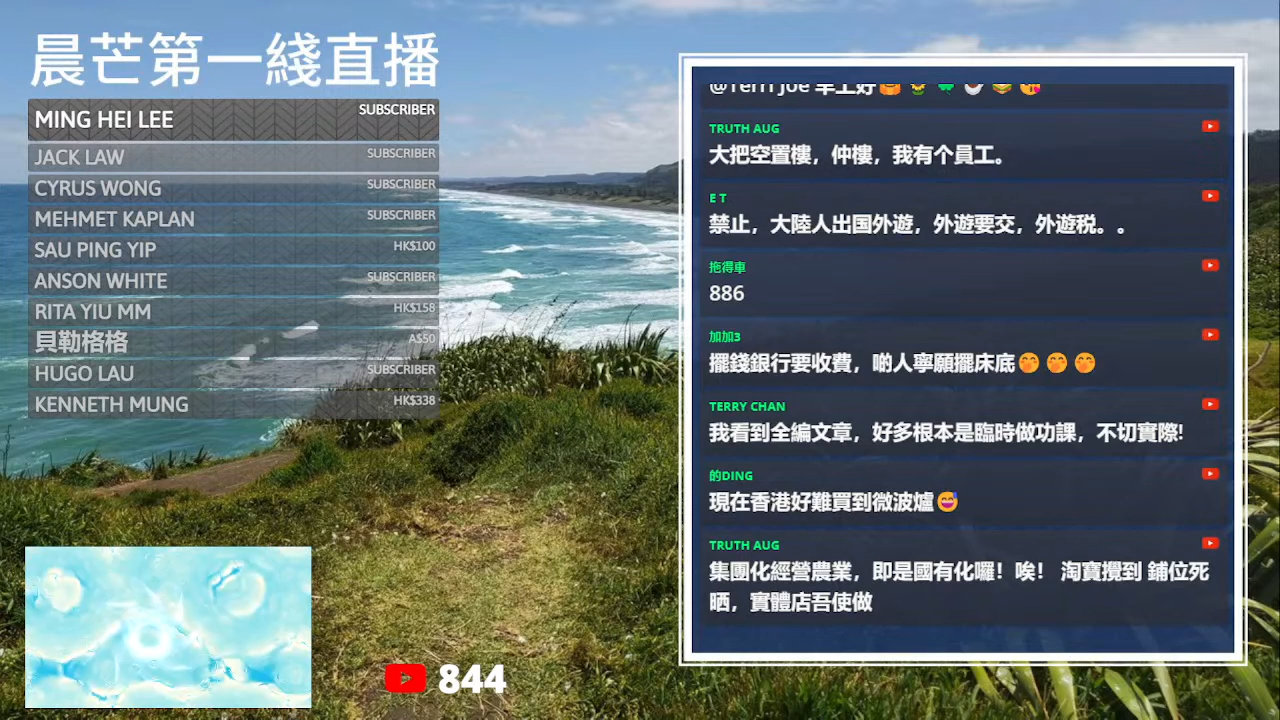 晨芒第一綫直播
MING HEI LEE SUBSCRIBER
JACK LAW SUBSCRIBER
CYRUS WONG SUBSCRIBER
MEHMET KAPLAN SUBSCRIBER
SAU PING YIP HK$100
ANSON WHITE SUBSCRIBER
RITA YIU MM HK$158
貝勒格格 A$50
HUGO LAU SUBSCRIBER
KENNETH MUNG HK$338
844
@Terri Joe 早上好
TRUTH AUG
大把空置樓，仲樓，我有个員工。
E T
禁止，大陸人出国外遊，外遊要交，外遊税。。
拖得車
886
加加3
擺錢銀行要收費，啲人寧願擺床底🤭 🤭 🤭
TERRY CHAN
我看到全編文章，好多根本是臨時做功課，不切實際!
的DING
現在香港好難買到微波爐😅
TRUTH AUG
集團化經營農業，即是國有化囉！唉！ 淘寶攪到 鋪位死
晒，實體店吾使做